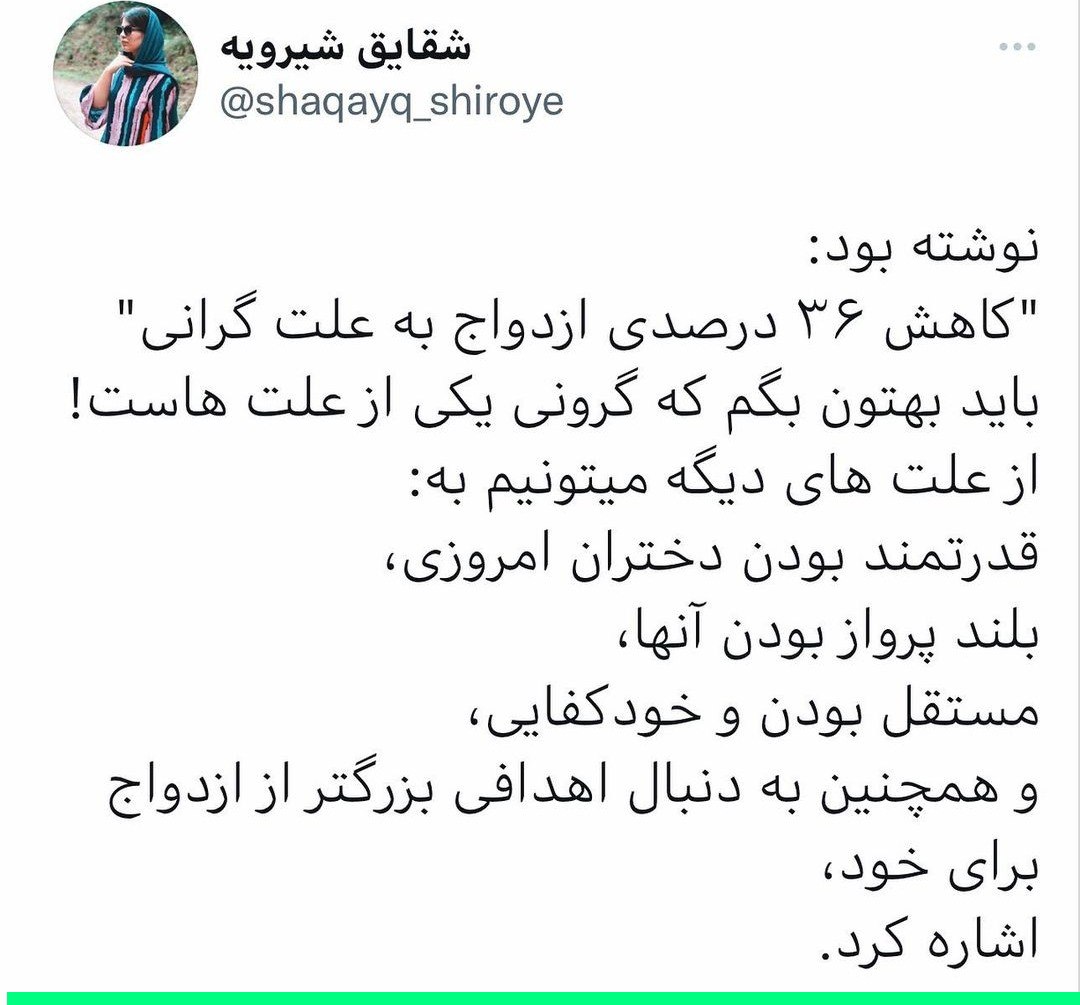 شقایق شیرویه
@shaqayq_shiroye
نوشته بود:
"کاهش ۳۶ درصدی ازدواج به علت گرانی"
باید بهتون بگم که گرونی یکی از علت هاست!
از علت های دیگه میتونیم به:
قدرتمند بودن دختران امروزی،
بلند پرواز بودن آنها،
مستقل بودن و خودکفایی،
و همچنین به دنبال اهدافی بزرگتر از ازدواج
برای خود،
اشاره کرد.